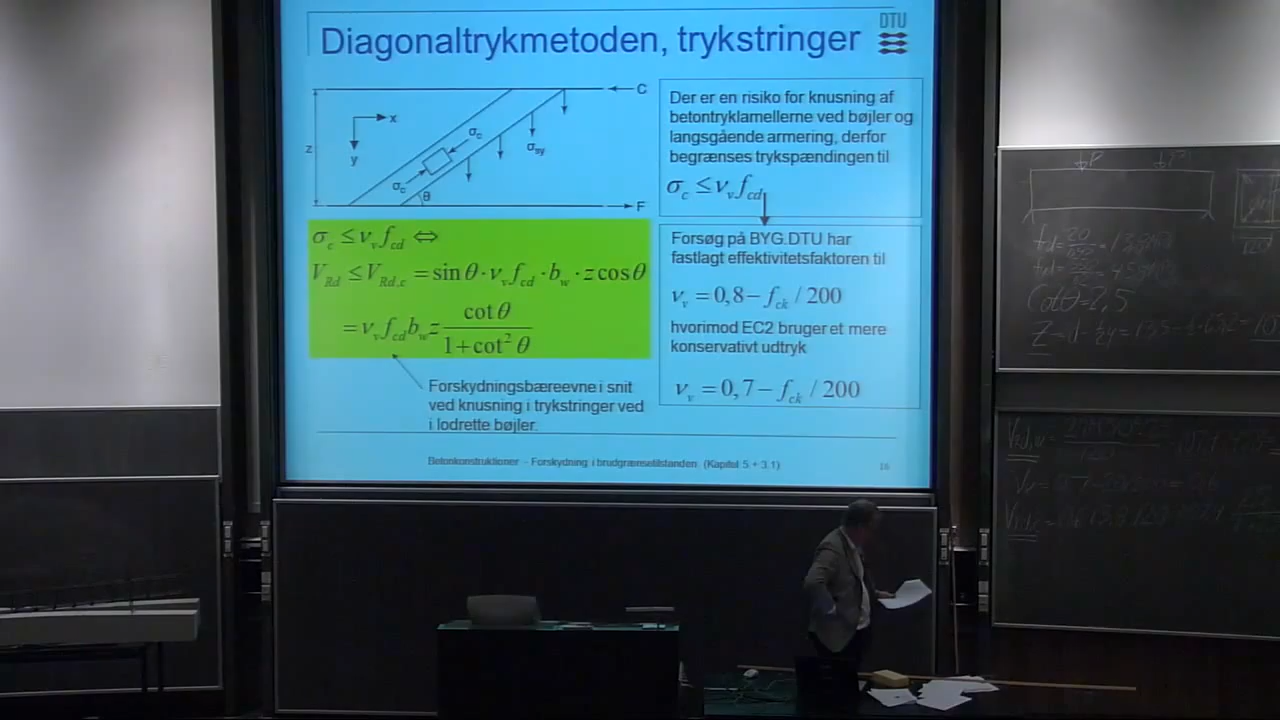 Diagonaltrykmetoden, trykstringer
DTU
C
x
z
y
σc
σsy
σc
θ
F
Der er en risiko for knusning af
betontryklamellerne ved bøjler og
langsgående armering, derfor
begrænses trykspændingen til
σc ≤ νv fcd
σc ≤ νv fcd ⇔
VRd ≤ VRd,c = sin θ · νv fcd · bw · z cos θ
= νv fcd bw z cot θ / 1 + cot² θ
Forskydningsbæreevne i snit
ved knusning i trykstringer ved
i lodrette bøjler.
Forsøg på BYG.DTU har
fastlagt effektivitetsfaktoren til
νv = 0,8 − fck / 200
hvorimod EC2 bruger et mere
konservativt udtryk
νv = 0,7 − fck / 200
Betonkonstruktioner - Forskydning i brudgrænsetilstanden (Kapitel 5 + 3.1)
16
Cotθ = 2,5